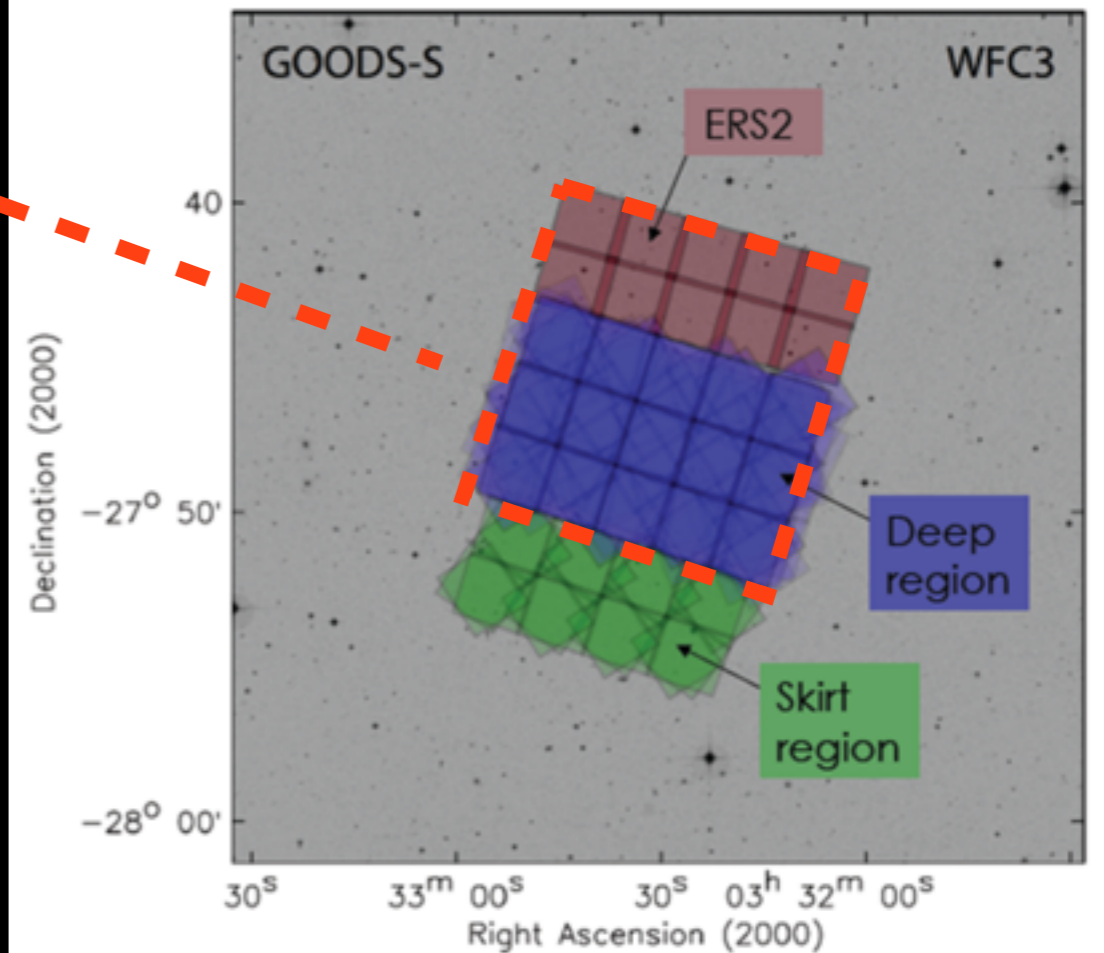 GOODS-S
WFC3
ERS2
40
Declination (2000)
−27° 50'
Deep
region
Skirt
region
−28° 00'
30ˢ
33ᵐ 00ˢ
30ˢ
03ʰ 32ᵐ 00ˢ
Right Ascension (2000)